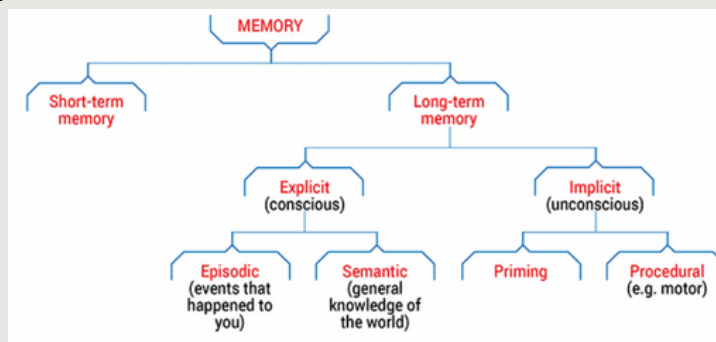 MEMORY
Short-term
memory
Long-term
memory
Explicit
(conscious)
Implicit
(unconscious)
Episodic
(events that
happened to
you)
Semantic
(general
knowledge of
the world)
Priming
Procedural
(e.g. motor)